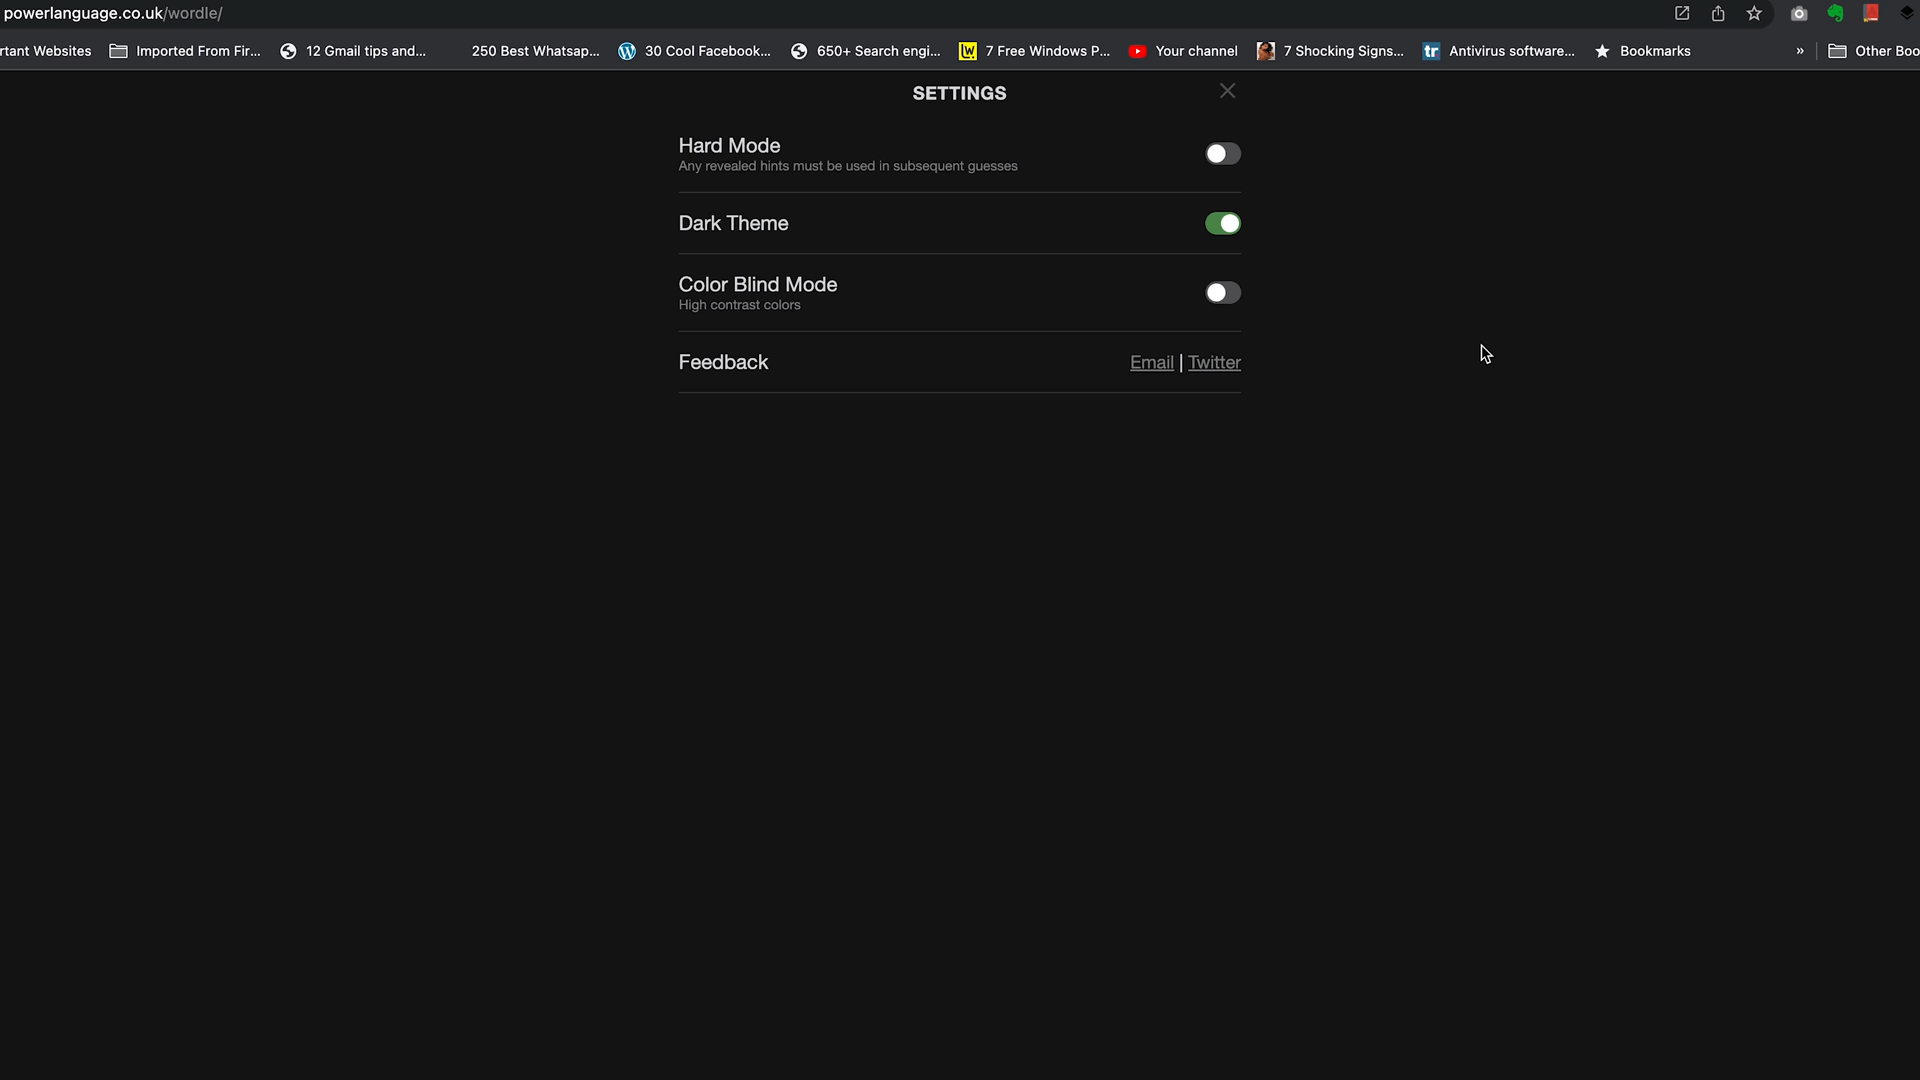 powerlanguage.co.uk/wordle/
rtant Websites Imported From Fir... 12 Gmail tips and... 250 Best Whatsap... 30 Cool Facebook... 650+ Search engi... 7 Free Windows P... Your channel 7 Shocking Signs... tr Antivirus software... Bookmarks » Other Boo
SETTINGS
Hard Mode
Any revealed hints must be used in subsequent guesses
Dark Theme
Color Blind Mode
High contrast colors
Feedback Email | Twitter